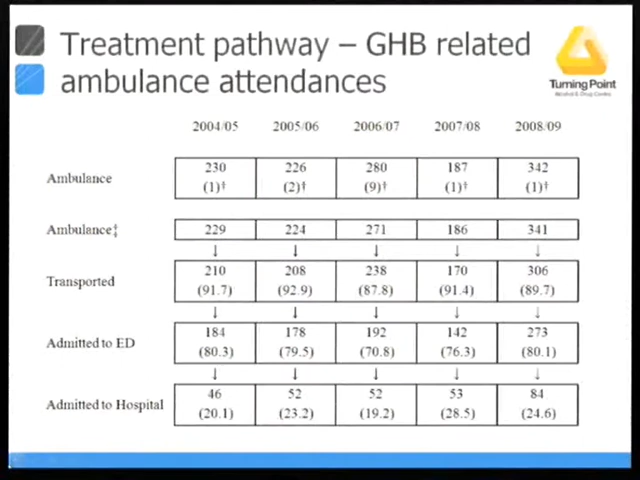 Treatment pathway – GHB related
ambulance attendances
Turning Point
Alcohol & Drug Centre
2004/05 2005/06 2006/07 2007/08 2008/09
Ambulance 230 226 280 187 342
(1)† (2)† (9)† (1)† (1)†
Ambulance‡ 229 224 271 186 341
↓ ↓ ↓ ↓ ↓
Transported 210 208 238 170 306
(91.7) (92.9) (87.8) (91.4) (89.7)
↓ ↓ ↓ ↓ ↓
Admitted to ED 184 178 192 142 273
(80.3) (79.5) (70.8) (76.3) (80.1)
↓ ↓ ↓ ↓ ↓
Admitted to Hospital 46 52 52 53 84
(20.1) (23.2) (19.2) (28.5) (24.6)